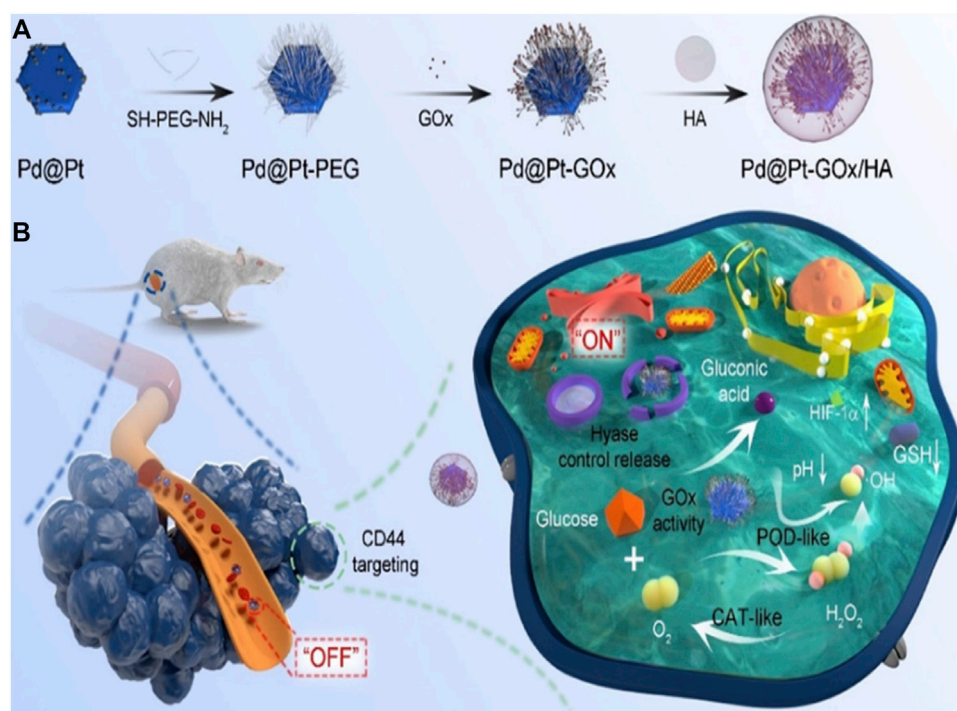 A
SH-PEG-NH₂
GOx
HA
Pd@Pt
Pd@Pt-PEG
Pd@Pt-GOx
Pd@Pt-GOx/HA
B
"ON"
Gluconic
acid
HIF-1α
Hyase
control release
GSH
pH
·OH
Glucose
GOx
activity
POD-like
CD44
targeting
+
H₂O₂
CAT-like
O₂
"OFF"